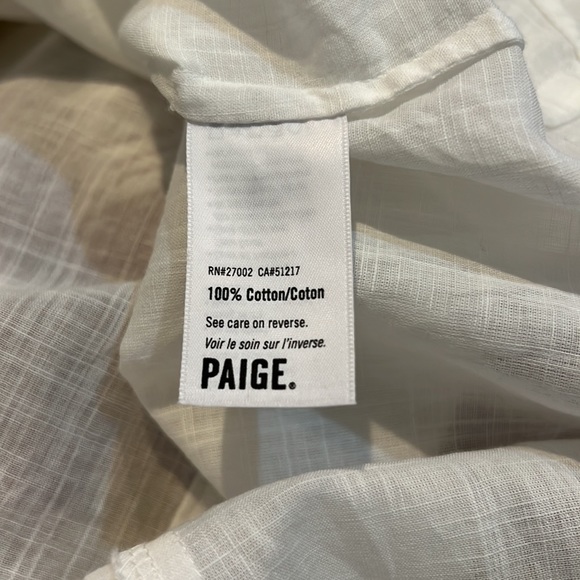 RN#27002 CA#51217
100% Cotton/Coton
See care on reverse.
Voir le soin sur l'inverse.
PAIGE®